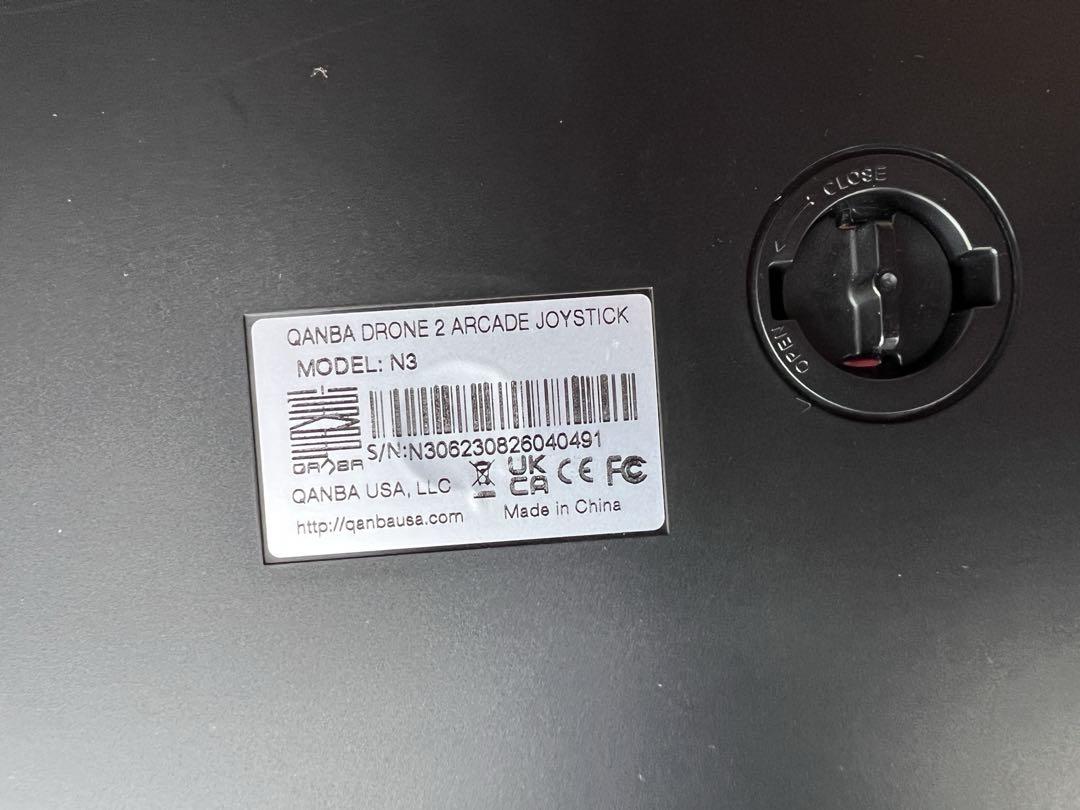 QANBA DRONE 2 ARCADE JOYSTICK
MODEL: N3
QANBA
S/N:N306230826040491
QANBA USA, LLC
UK CA CE FC
http://qanbausa.com
Made in China
CLOSE
OPEN